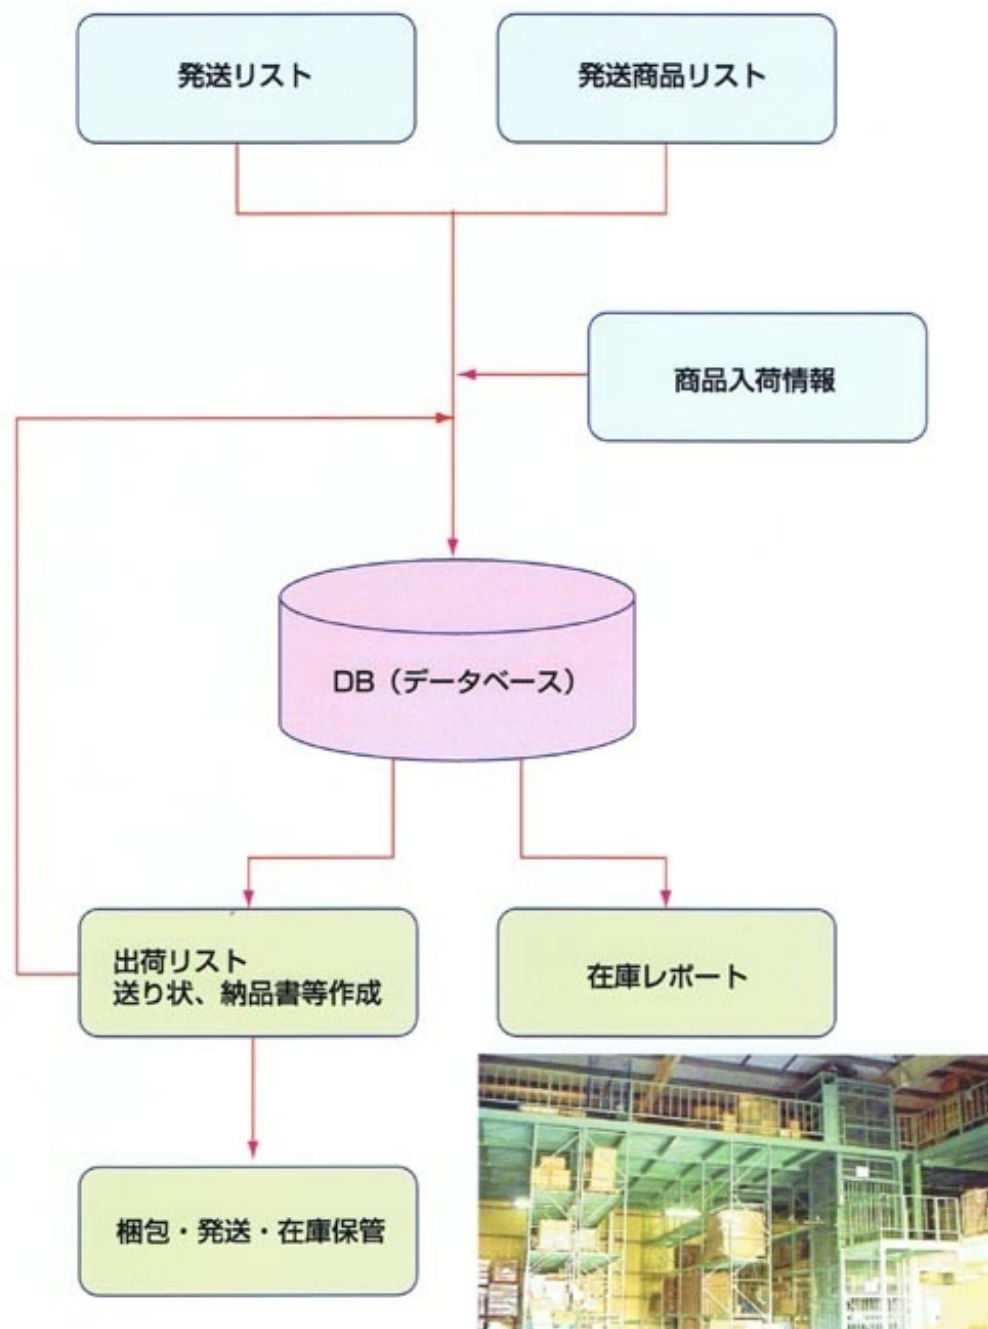 発送リスト
発送商品リスト
商品入荷情報
DB（データベース）
出荷リスト
送り状、納品書等作成
在庫レポート
梱包・発送・在庫保管